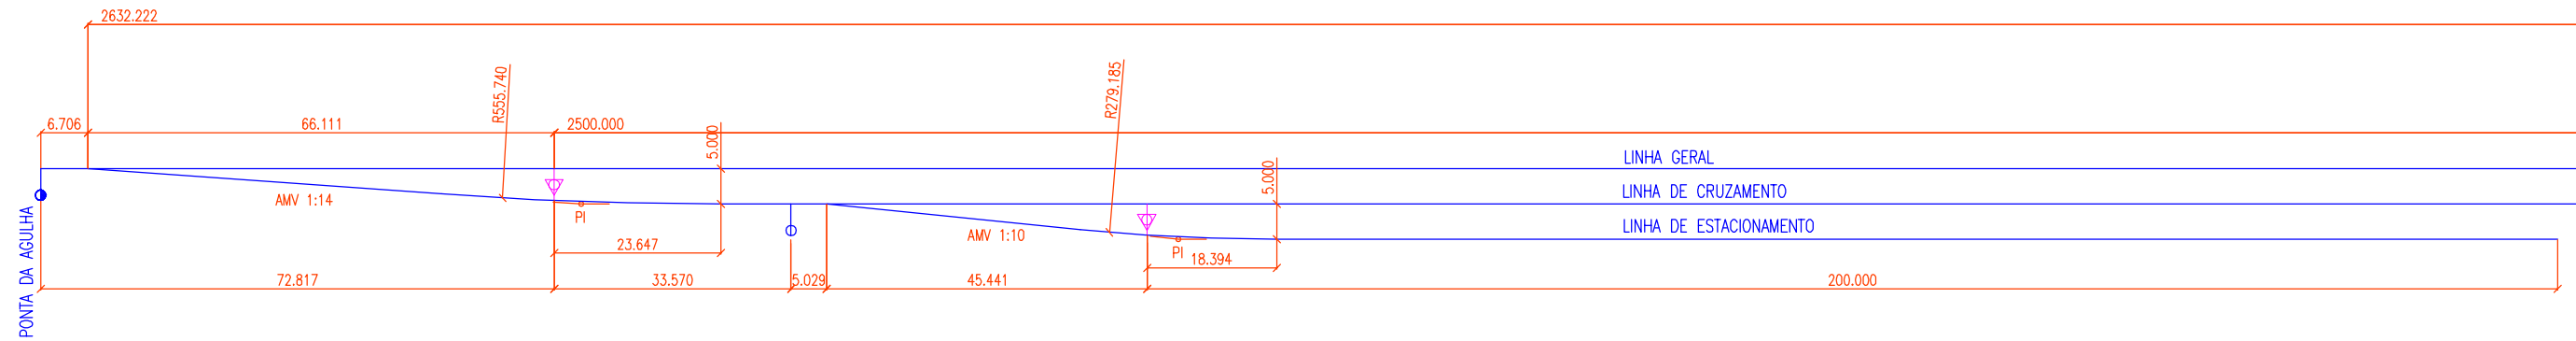 2632.222
6.706
66.111
R555.740
2500.000
5.000
R279.185
5.000
LINHA GERAL
LINHA DE CRUZAMENTO
LINHA DE ESTACIONAMENTO
AMV 1:14
PI
AMV 1:10
PI
PONTA DA AGULHA
23.647
18.394
72.817
33.570
5.029
45.441
200.000